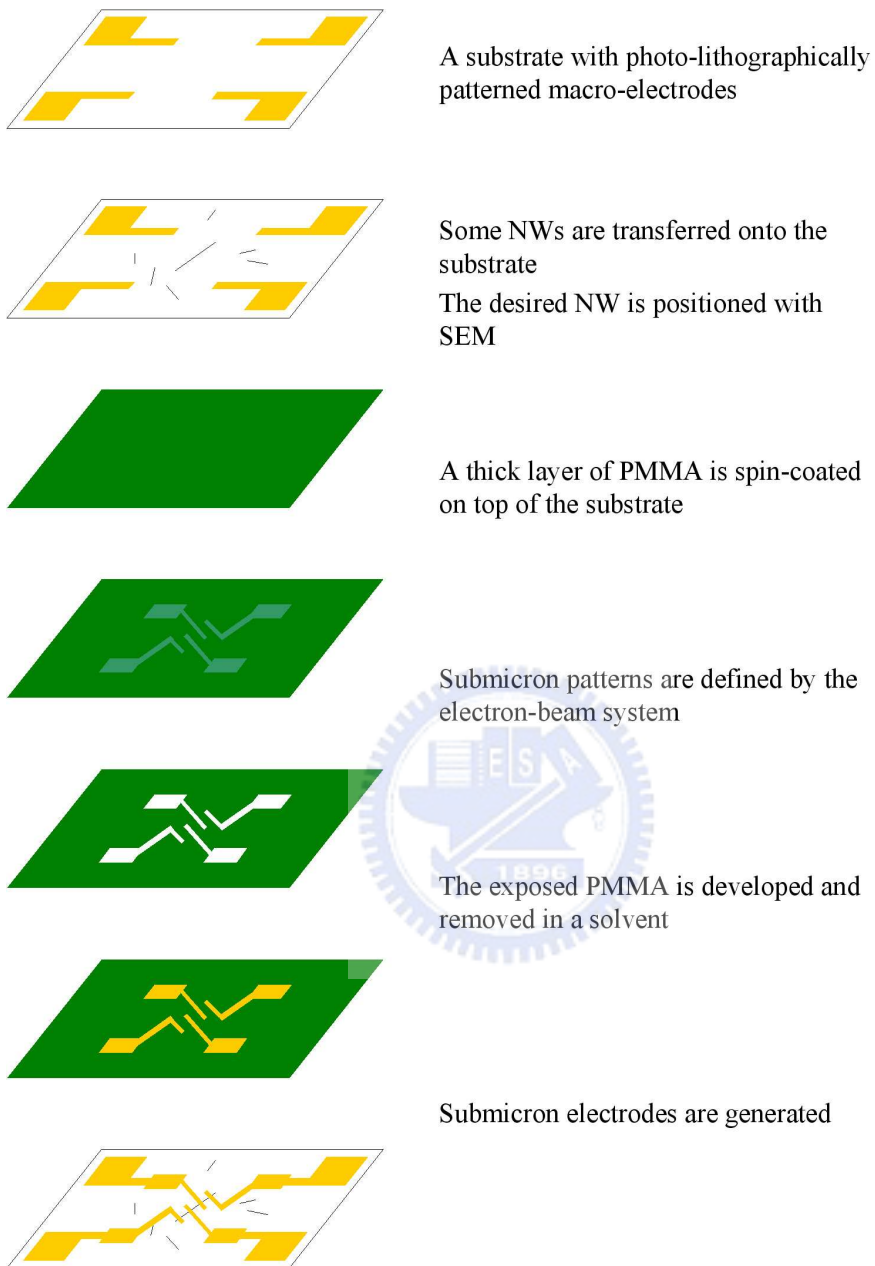 A substrate with photo-lithographically
patterned macro-electrodes
Some NWs are transferred onto the
substrate
The desired NW is positioned with
SEM
A thick layer of PMMA is spin-coated
on top of the substrate
Submicron patterns are defined by the
electron-beam system
E S A
1896
The exposed PMMA is developed and
removed in a solvent
Submicron electrodes are generated